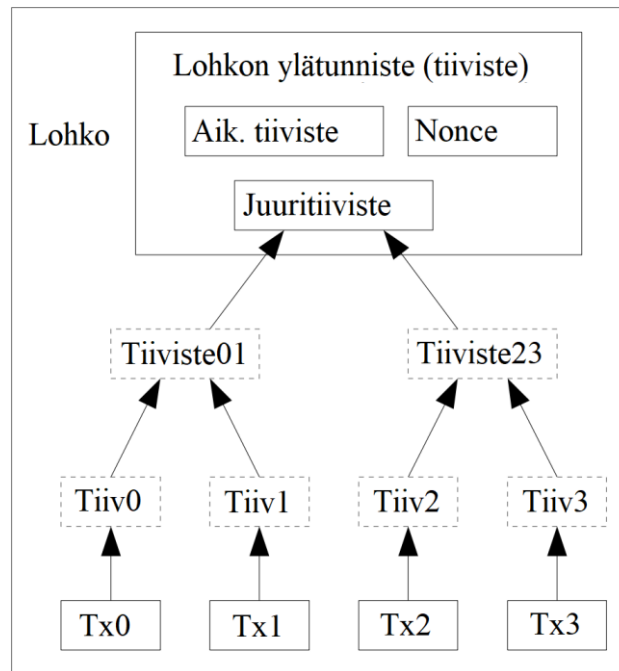 Lohkon ylätunniste (tiiviste)
Lohko
Aik. tiiviste
Nonce
Juuritiiviste
Tiiviste01
Tiiviste23
Tiiv0
Tiiv1
Tiiv2
Tiiv3
Tx0
Tx1
Tx2
Tx3